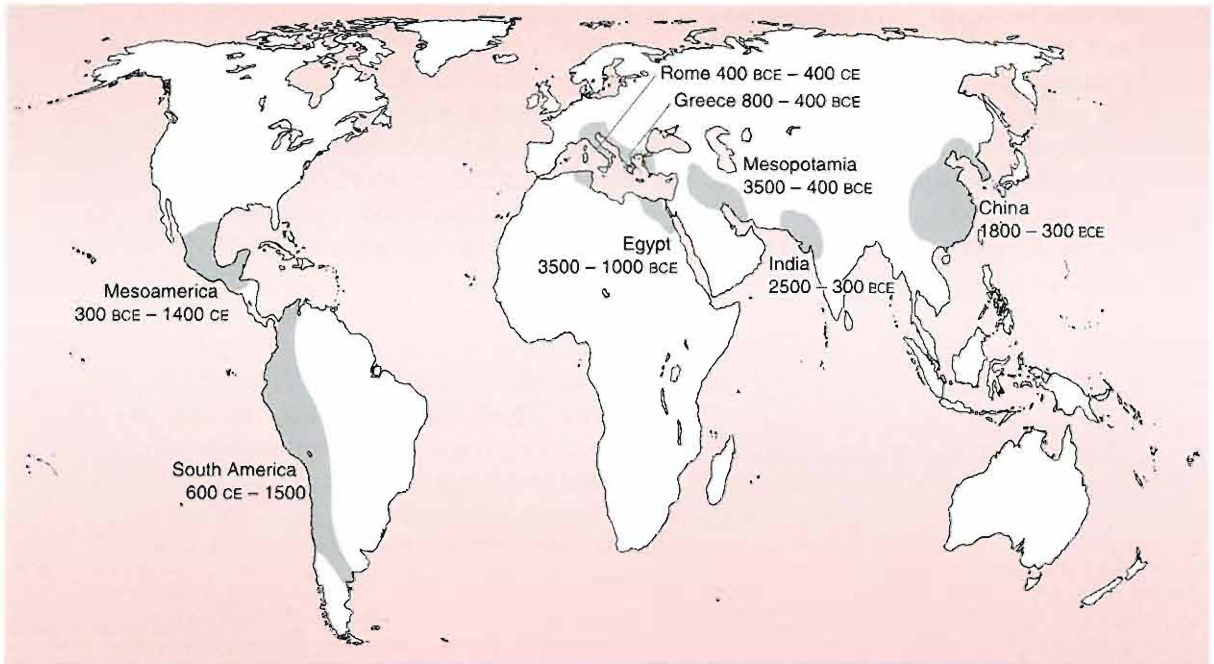 Rome 400 BCE – 400 CE
Greece 800 – 400 BCE
Mesopotamia
3500 – 400 BCE
China
1800 – 300 BCE
Egypt
3500 – 1000 BCE
India
2500 – 300 BCE
Mesoamerica
300 BCE – 1400 CE
South America
600 CE – 1500